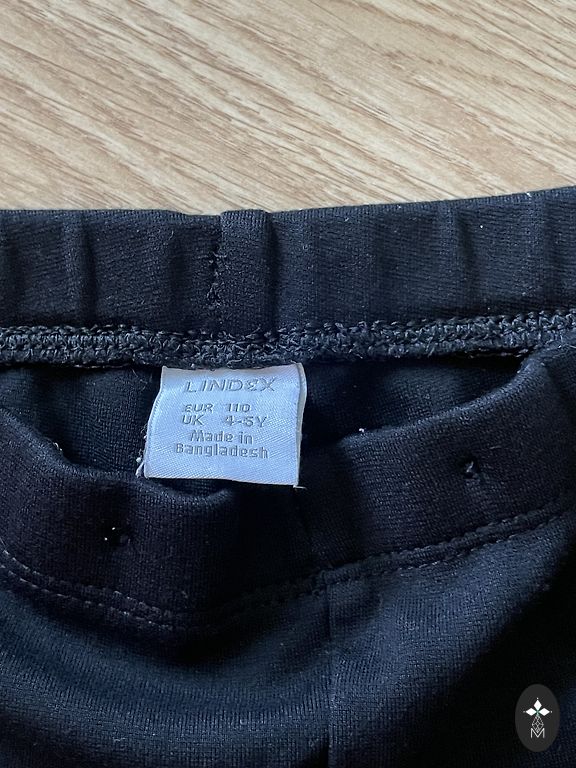 LINDEX
EUR 110
UK 4-5Y
Made in
Bangladesh
M